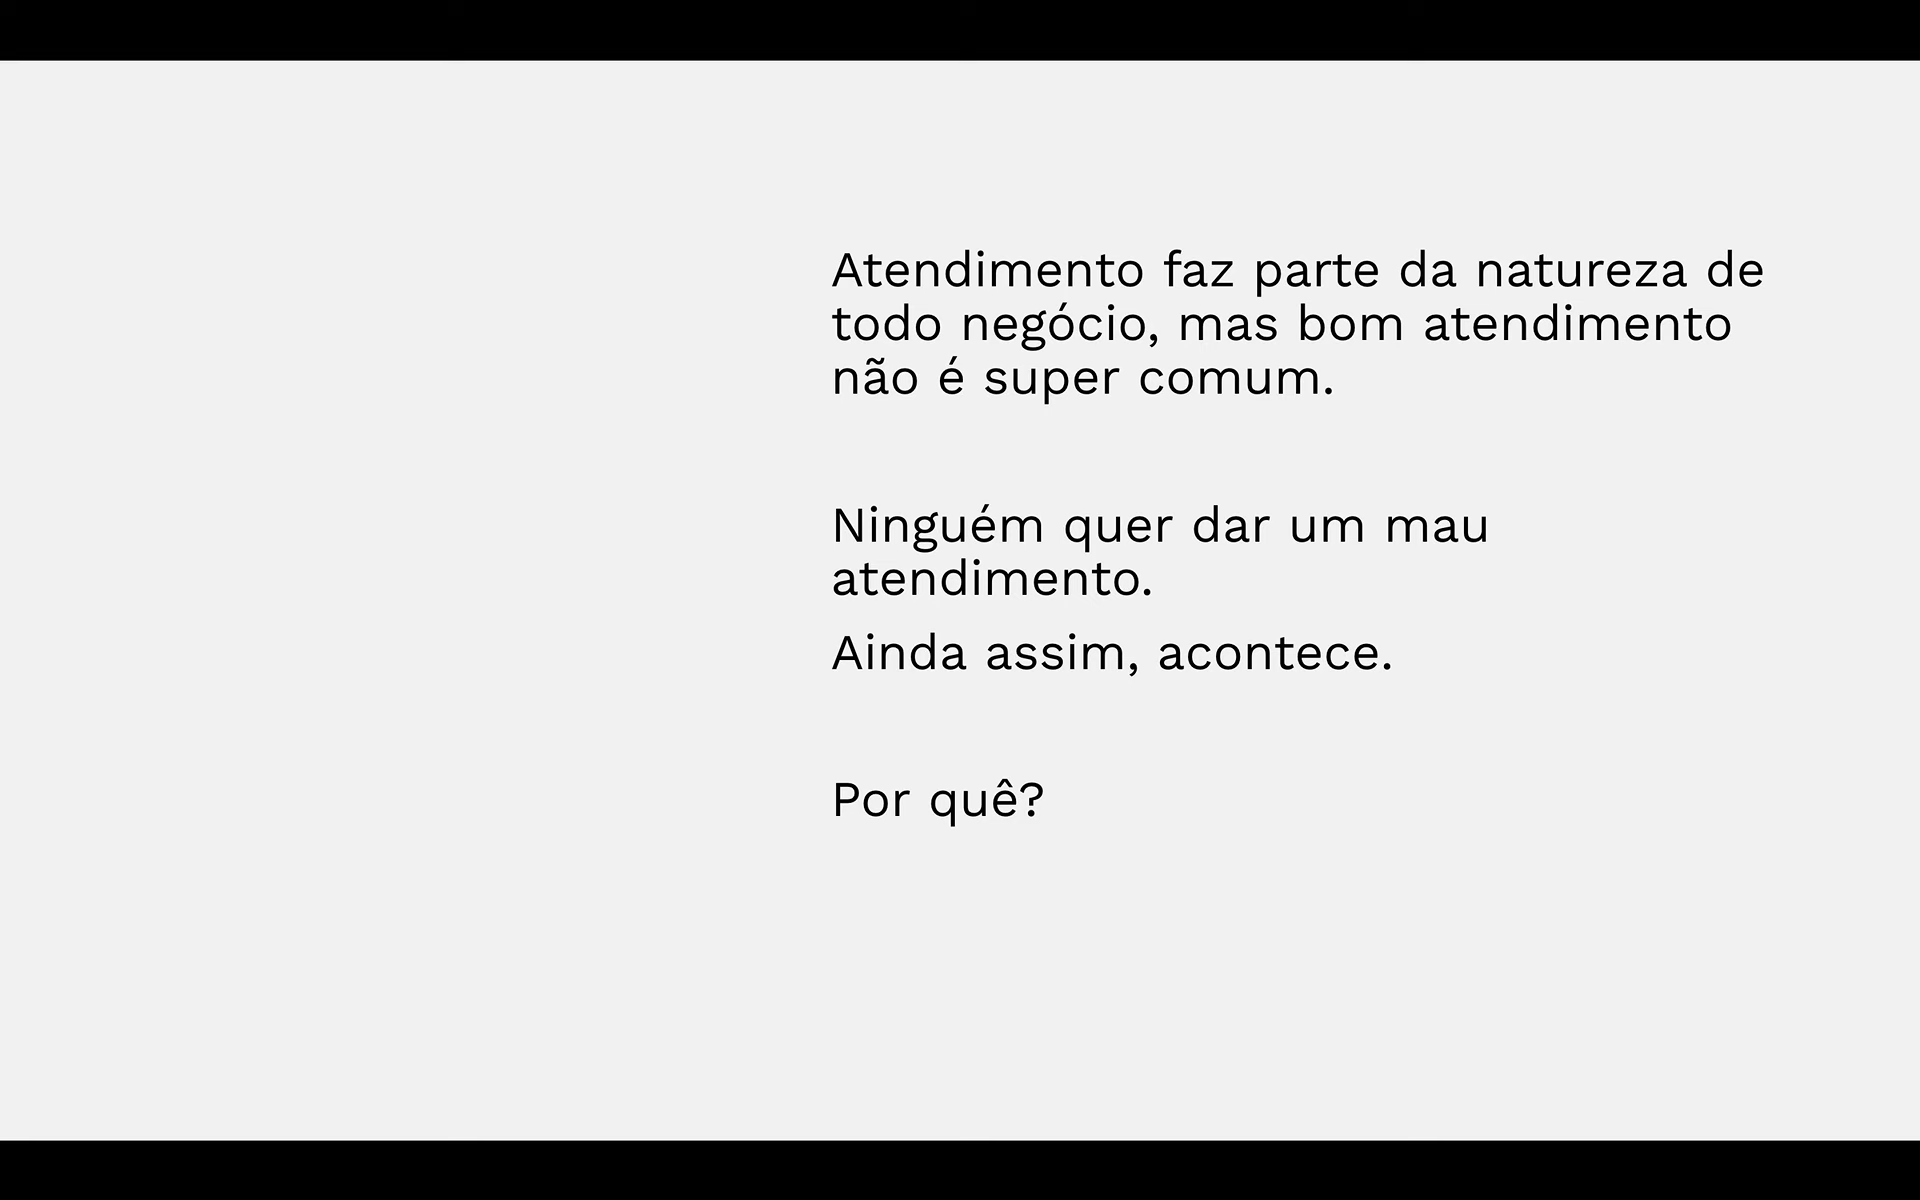 Atendimento faz parte da natureza de
todo negócio, mas bom atendimento
não é super comum.
Ninguém quer dar um mau
atendimento.
Ainda assim, acontece.
Por quê?